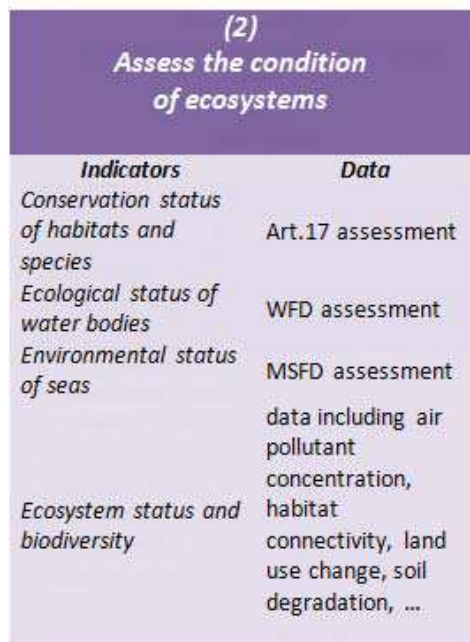 (2)
Assess the condition
of ecosystems
Indicators Data
Conservation status
of habitats and
species
Art.17 assessment
Ecological status of
water bodies
WFD assessment
Environmental status
of seas
MSFD assessment
Ecosystem status and
biodiversity
data including air
pollutant
concentration,
habitat
connectivity, land
use change, soil
degradation, ...